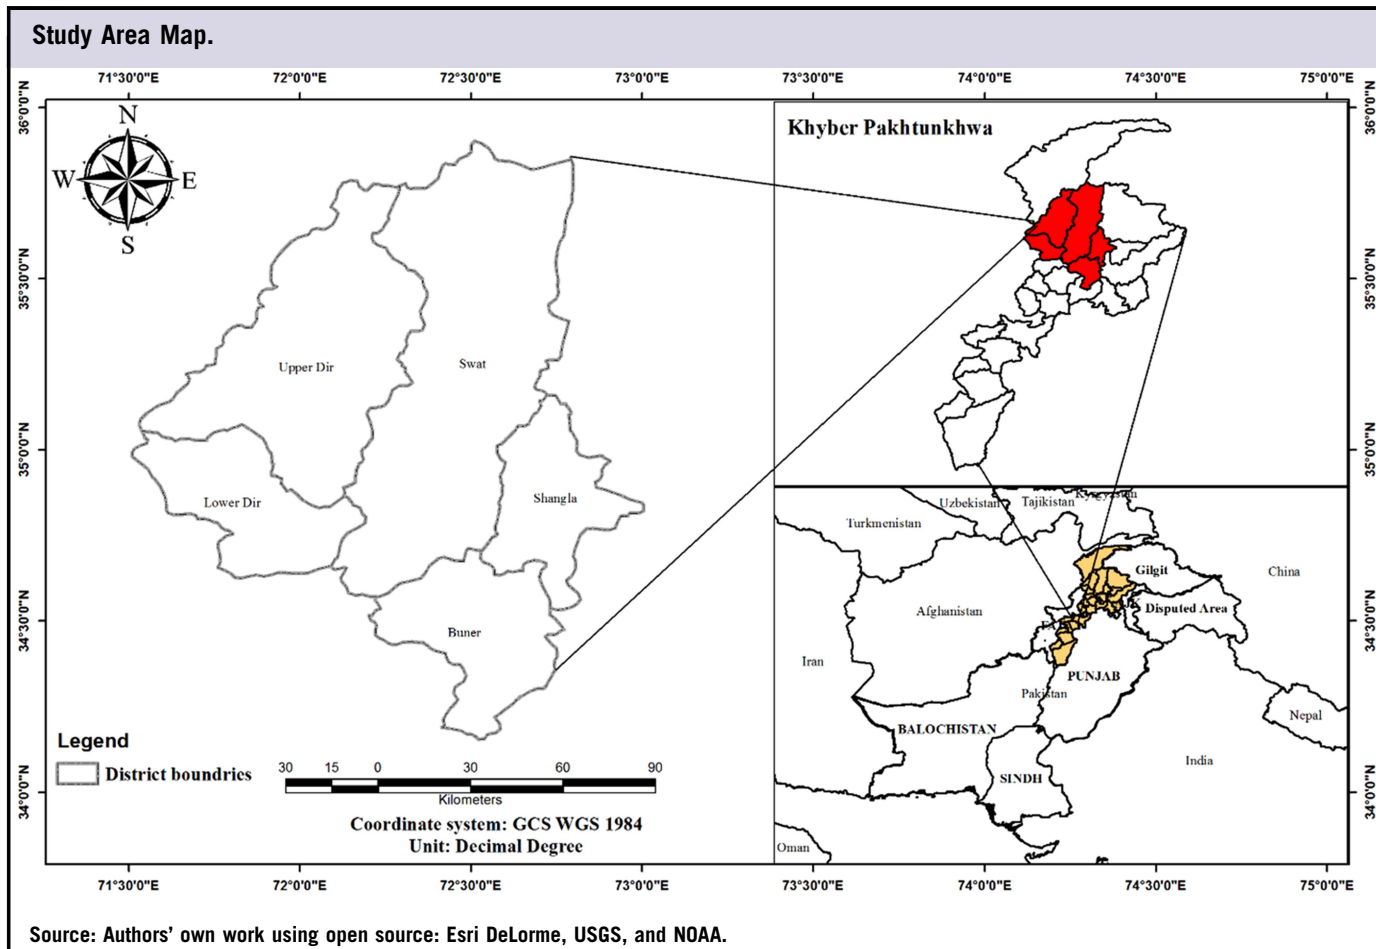 Study Area Map.
71°30'0"E 72°0'0"E 72°30'0"E 73°0'0"E 73°30'0"E 74°0'0"E 74°30'0"E 75°0'0"E
36°0'0"N
35°30'0"N
35°0'0"N
34°30'0"N
34°0'0"N
N
W E
S
Upper Dir
Swat
Lower Dir
Shangla
Buner
Legend
District boundries
30 15 0 30 60 90
Kilometers
Coordinate system: GCS WGS 1984
Unit: Decimal Degree
Khyber Pakhtunkhwa
Uzbekistan
Tajikistan
Kyrgyzstan
Turkmenistan
Gilgit
China
Afghanistan
Disputed Area
Iran
PUNJAB
Pakistan
Nepal
BALOCHISTAN
India
SINDH
Oman
36°0'0"N
35°30'0"N
35°0'0"N
34°30'0"N
34°0'0"N
71°30'0"E 72°0'0"E 72°30'0"E 73°0'0"E 73°30'0"E 74°0'0"E 74°30'0"E 75°0'0"E
Source: Authors' own work using open source: Esri DeLorme, USGS, and NOAA.